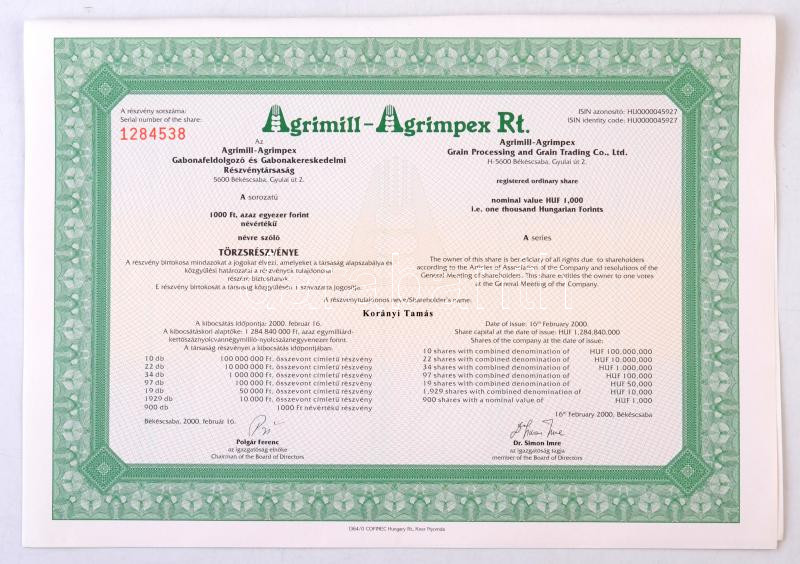 A részvény sorszáma:
Serial number of the share:
1284538
Agrimill-Agrimpex Rt.
ISIN azonosító: HU0000045927
ISIN identity code: HU0000045927
Az
Agrimill-Agrimpex
Gabonafeldolgozó és Gabonakereskedelmi
Részvénytársaság
5600 Békéscsaba, Gyulai út 2.
A sorozatú
1000 Ft, azaz egyezer forint
névértékű
névre szóló
TÖRZSRÉSZVÉNYE
A részvény birtokosa mindazokat a jogokat élvezi, amelyeket a társaság alapszabálya és
közgyűlési határozatai a részvények tulajdonosai
részére biztosítanak.
E részvény birtokosát a társaság közgyűlésén 1 szavazatra jogosítja.
Agrimill-Agrimpex
Grain Processing and Grain Trading Co., Ltd.
H-5600 Békéscsaba, Gyulai út 2.
registered ordinary share
nominal value HUF 1,000
i.e. one thousand Hungarian Forints
A series
The owner of this share is beneficiary of all rights due to shareholders
according to the Articles of Association of the Company and resolutions of the
General Meeting of shareholders. This share entitles the owner to one votes
at the General Meeting of the Company.
A részvénytulajdonos neve/Shareholder's name:
Korányi Tamás
A kibocsátás időpontja: 2000. február 16.
A kibocsátáskori alaptőke: 1 284 840 000 Ft, azaz egymilliárd-
kettőszáznyolcvannégymillió-nyolcszáznegyvenezer forint.
A társaság részvényei a kibocsátás időpontjában:
10 db 100 000 000 Ft, összevont címletű részvény
22 db 10 000 000 Ft, összevont címletű részvény
34 db 1 000 000 Ft, összevont címletű részvény
97 db 100 000 Ft, összevont címletű részvény
19 db 50 000 Ft, összevont címletű részvény
1929 db 10 000 Ft, összevont címletű részvény
900 db 1000 Ft névértékű részvény
Békéscsaba, 2000. február 16.
Polgár Ferenc
az igazgatóság elnöke
Chairman of the Board of Directors
Date of issue: 16th February 2000.
Share capital at the date of issue: HUF 1,284,840,000
Shares of the company at the date of issue:
10 shares with combined denomination of HUF 100,000,000
22 shares with combined denomination of HUF 10,000,000
34 shares with combined denomination of HUF 1,000,000
97 shares with combined denomination of HUF 100,000
19 shares with combined denomination of HUF 50,000
1,929 shares with combined denomination of HUF 10,000
900 shares with a nominal value of HUF 1,000
16th February 2000, Békéscsaba
Dr. Simon Imre
az igazgatóság tagja
member of the Board of Directors
COFINEC Hungary Rt., Kner Nyomda